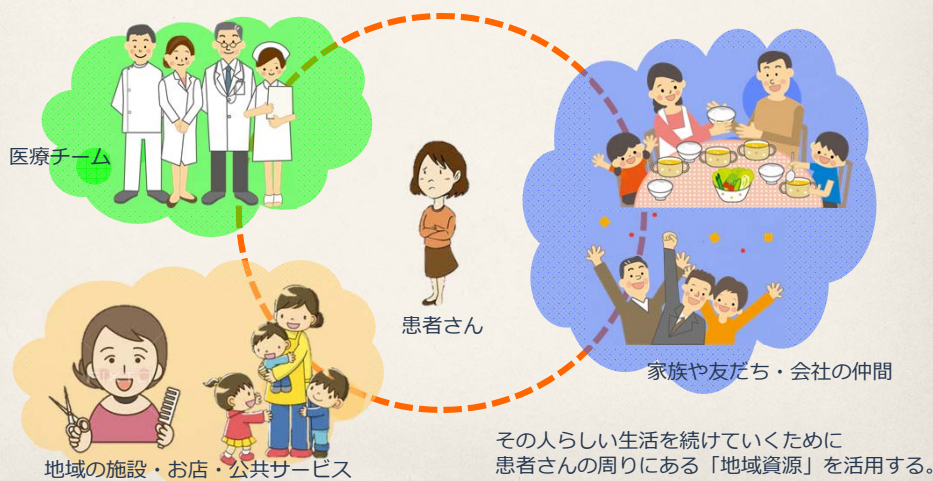 医療チーム
患者さん
家族や友だち・会社の仲間
地域の施設・お店・公共サービス
その人らしい生活を続けていくために
患者さんの周りにある「地域資源」を活用する。